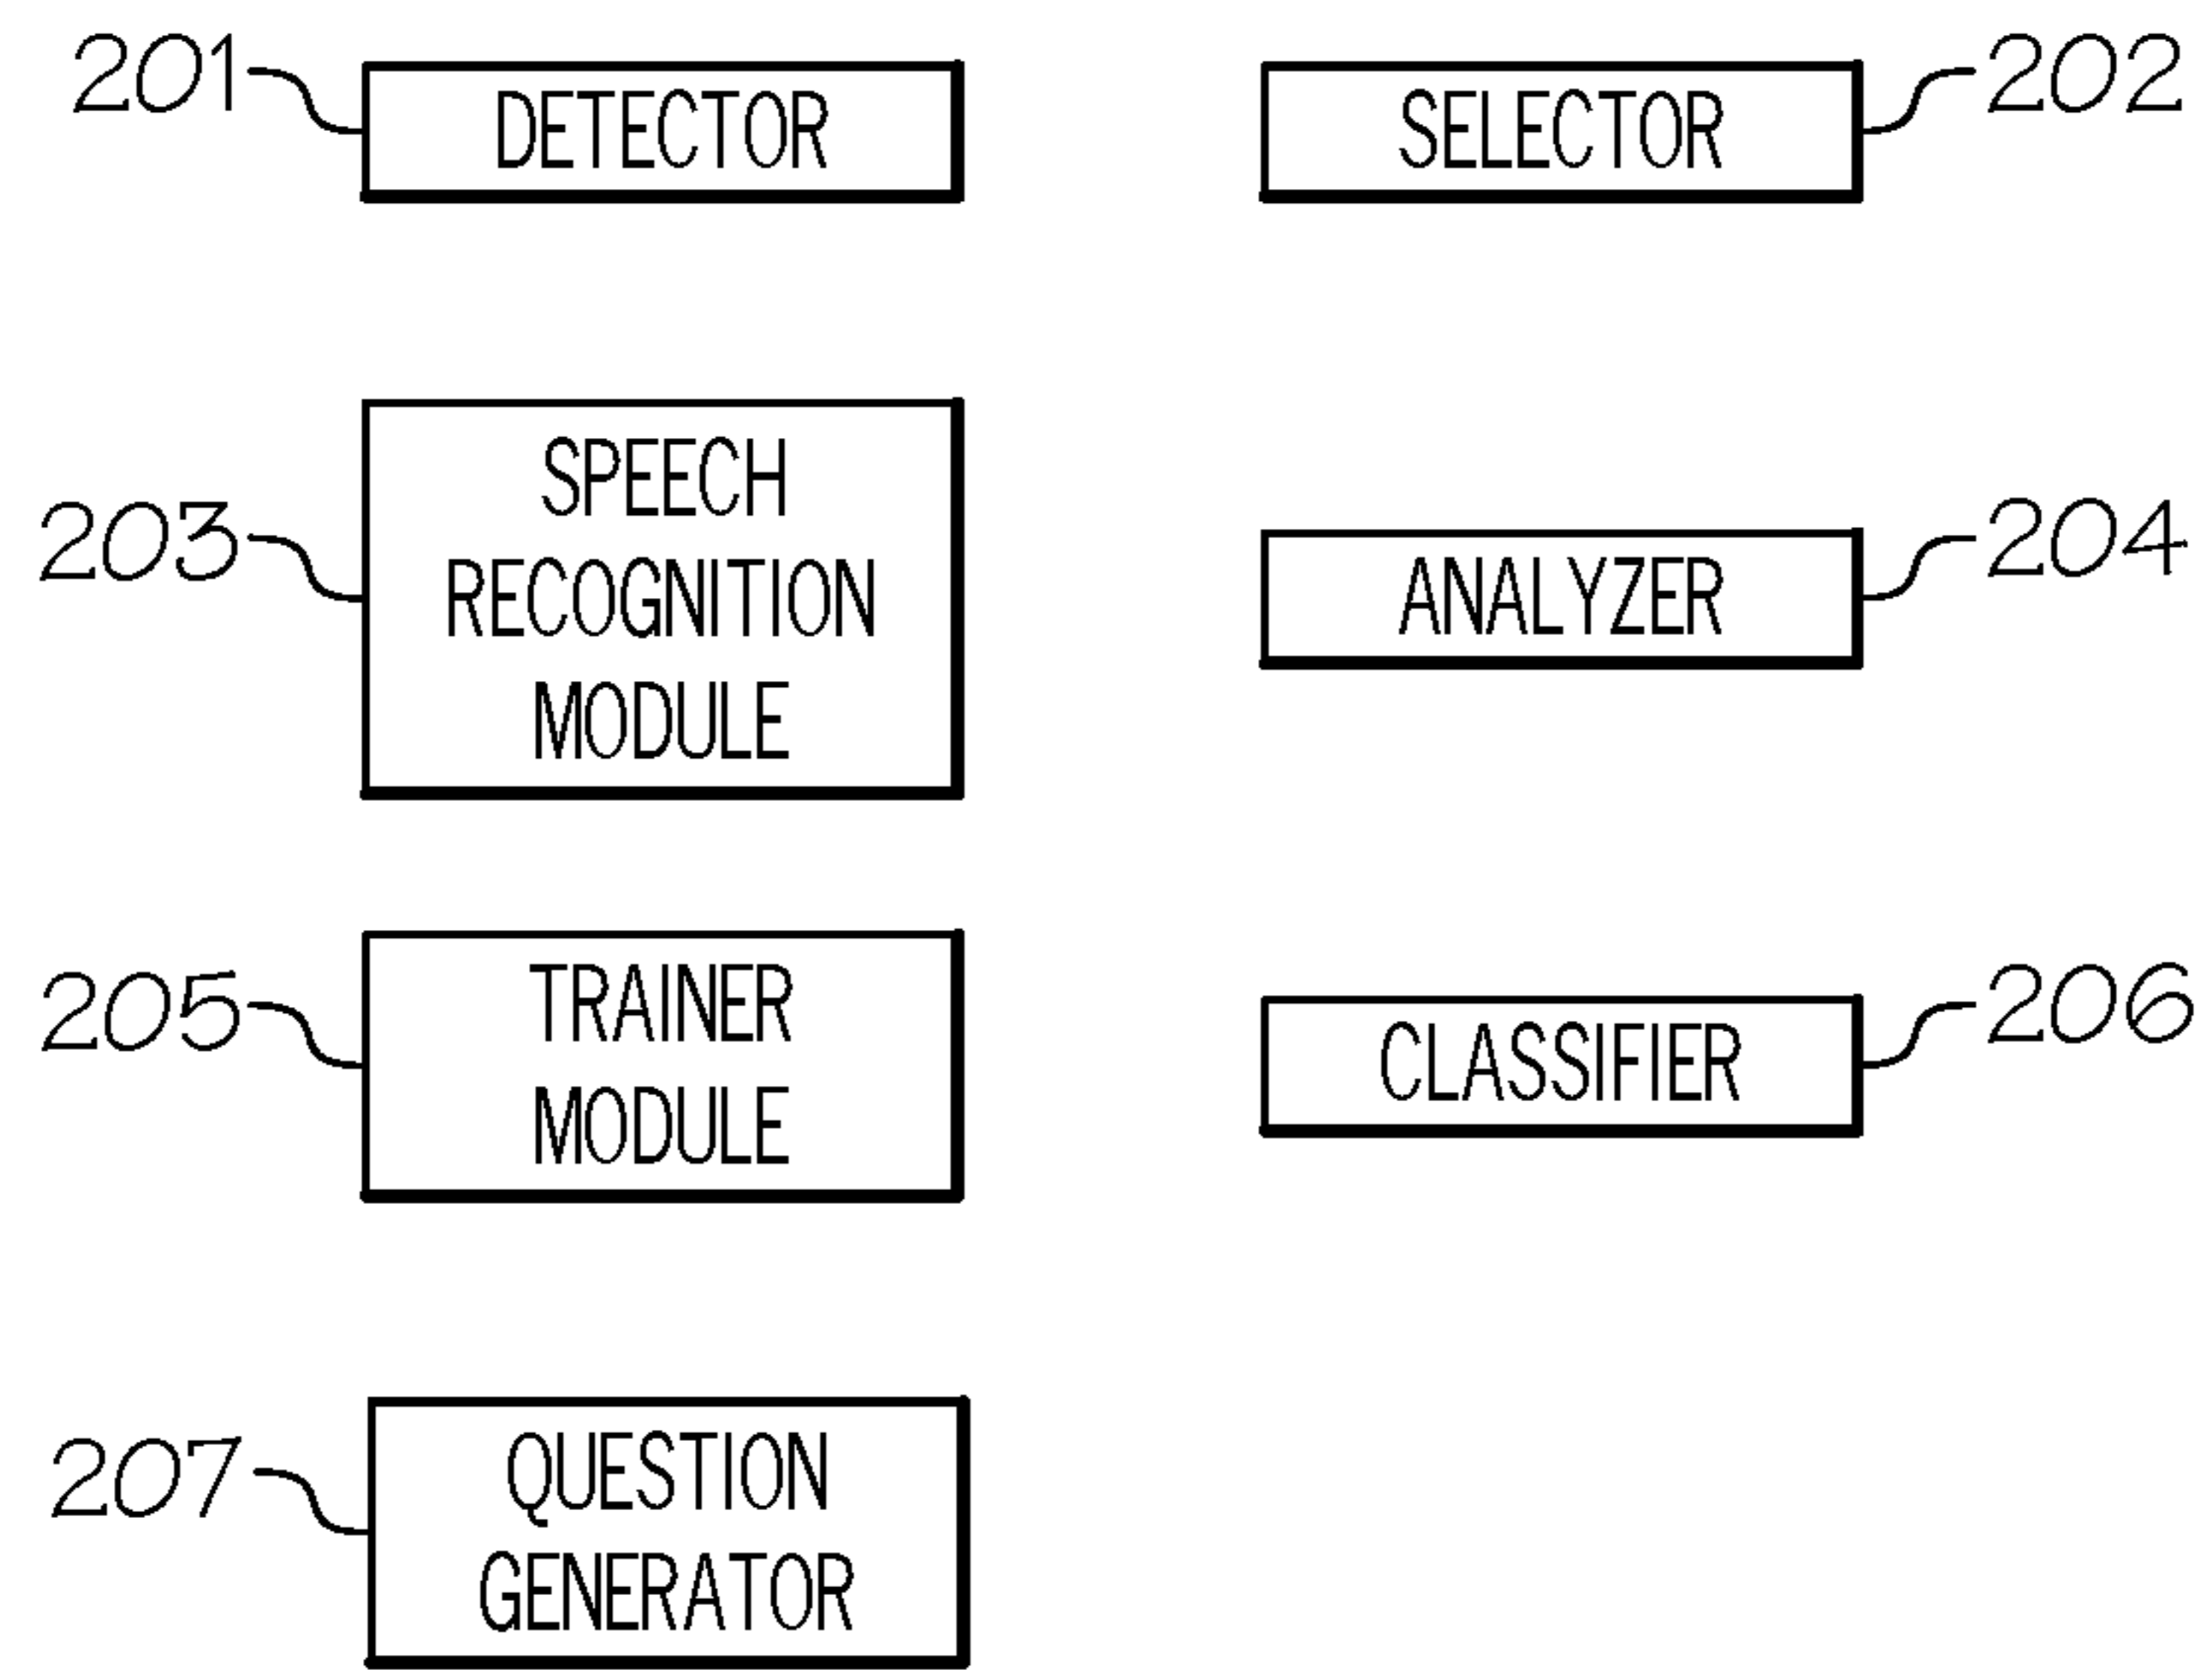 201
DETECTOR
SELECTOR
202
203
SPEECH
RECOGNITION
MODULE
ANALYZER
204
205
TRAINER
MODULE
CLASSIFIER
206
207
QUESTION
GENERATOR